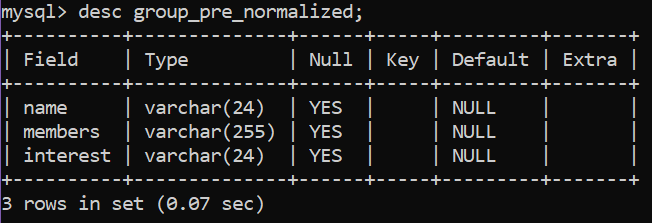 mysql> desc group_pre_normalized;
+----------+--------------+------+-----+---------+-------+
| Field    | Type         | Null | Key | Default | Extra |
+----------+--------------+------+-----+---------+-------+
| name     | varchar(24)  | YES  |     | NULL    |       |
| members  | varchar(255) | YES  |     | NULL    |       |
| interest | varchar(24)  | YES  |     | NULL    |       |
+----------+--------------+------+-----+---------+-------+
3 rows in set (0.07 sec)